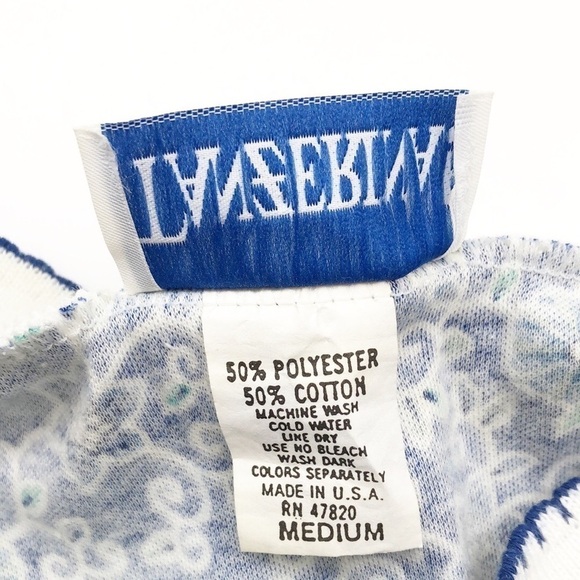 LANZERINA
50% POLYESTER
50% COTTON
MACHINE WASH
COLD WATER
LINE DRY
USE NO BLEACH
WASH DARK
COLORS SEPARATELY
MADE IN U.S.A.
RN 47820
MEDIUM